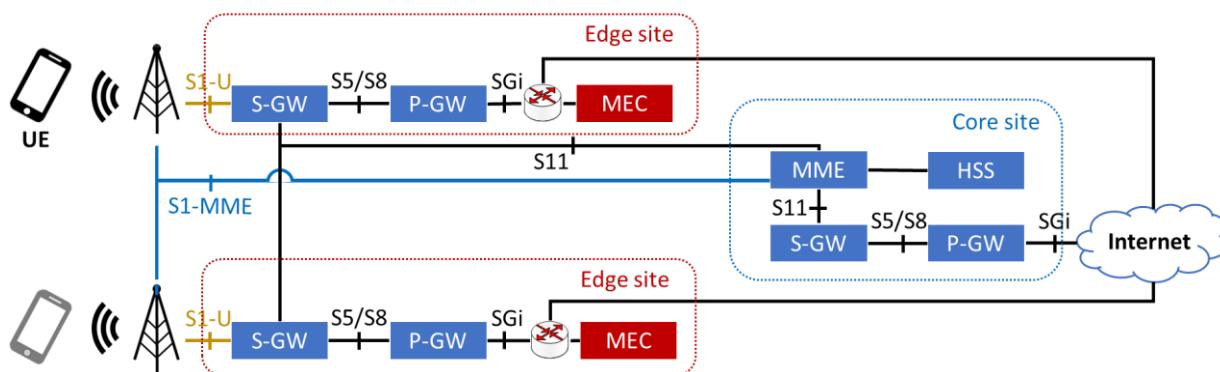 Edge site
S1-U
S5/S8
SGi
S-GW
P-GW
MEC
UE
Core site
S11
MME
HSS
S1-MME
S11
S5/S8
SGi
S-GW
P-GW
Internet
Edge site
S1-U
S5/S8
SGi
S-GW
P-GW
MEC